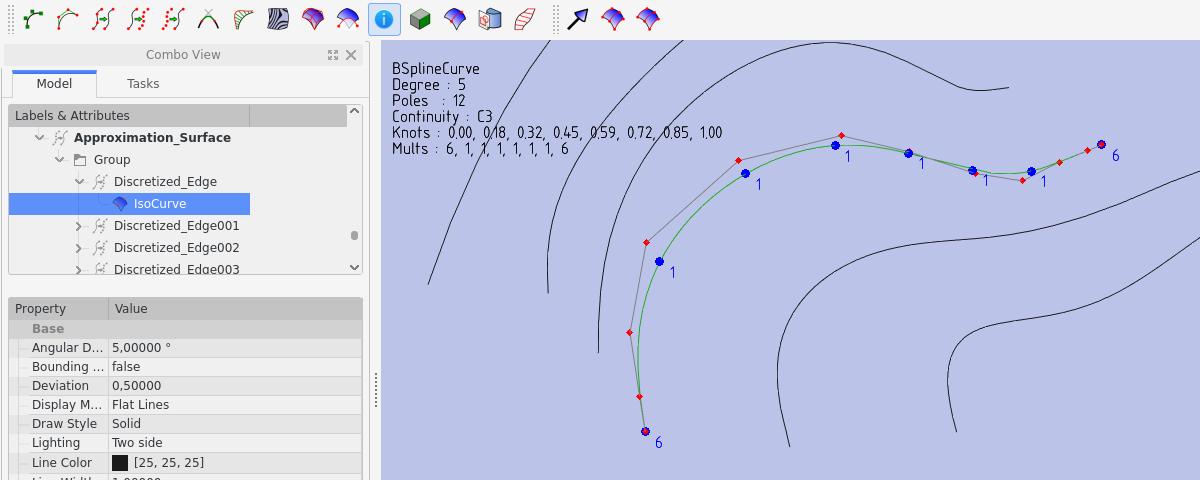 Combo View
Model
Tasks
Labels & Attributes
Approximation_Surface
Group
Discretized_Edge
IsoCurve
Discretized_Edge001
Discretized_Edge002
Discretized_Edge003
Property Value
Base
Angular D... 5,00000 °
Bounding ... false
Deviation 0,50000
Display M... Flat Lines
Draw Style Solid
Lighting Two side
Line Color [25, 25, 25]
BSplineCurve
Degree : 5
Poles : 12
Continuity : C3
Knots : 0.00, 0.18, 0.32, 0.45, 0.59, 0.72, 0.85, 1.00
Mults : 6, 1, 1, 1, 1, 1, 1, 6
1
1
1
1
1
1
6
6